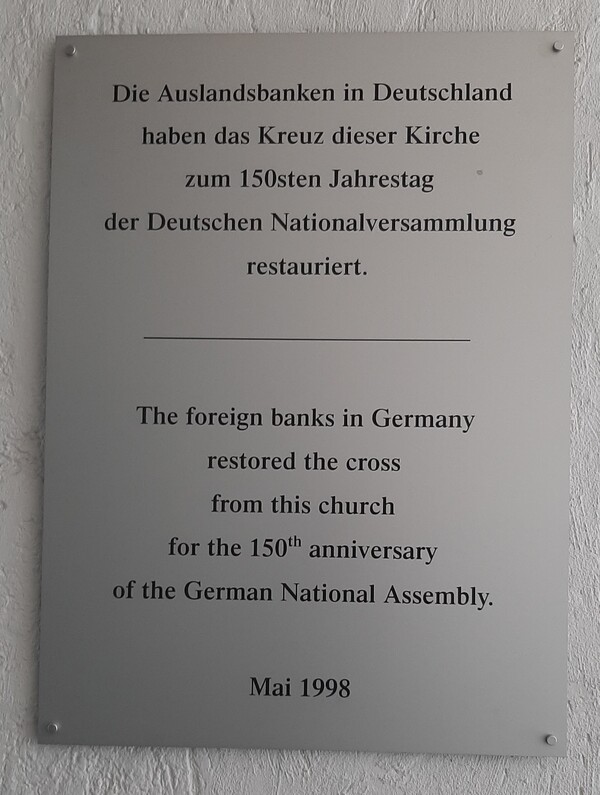 Die Auslandsbanken in Deutschland
haben das Kreuz dieser Kirche
zum 150sten Jahrestag
der Deutschen Nationalversammlung
restauriert.
The foreign banks in Germany
restored the cross
from this church
for the 150th anniversary
of the German National Assembly.
Mai 1998